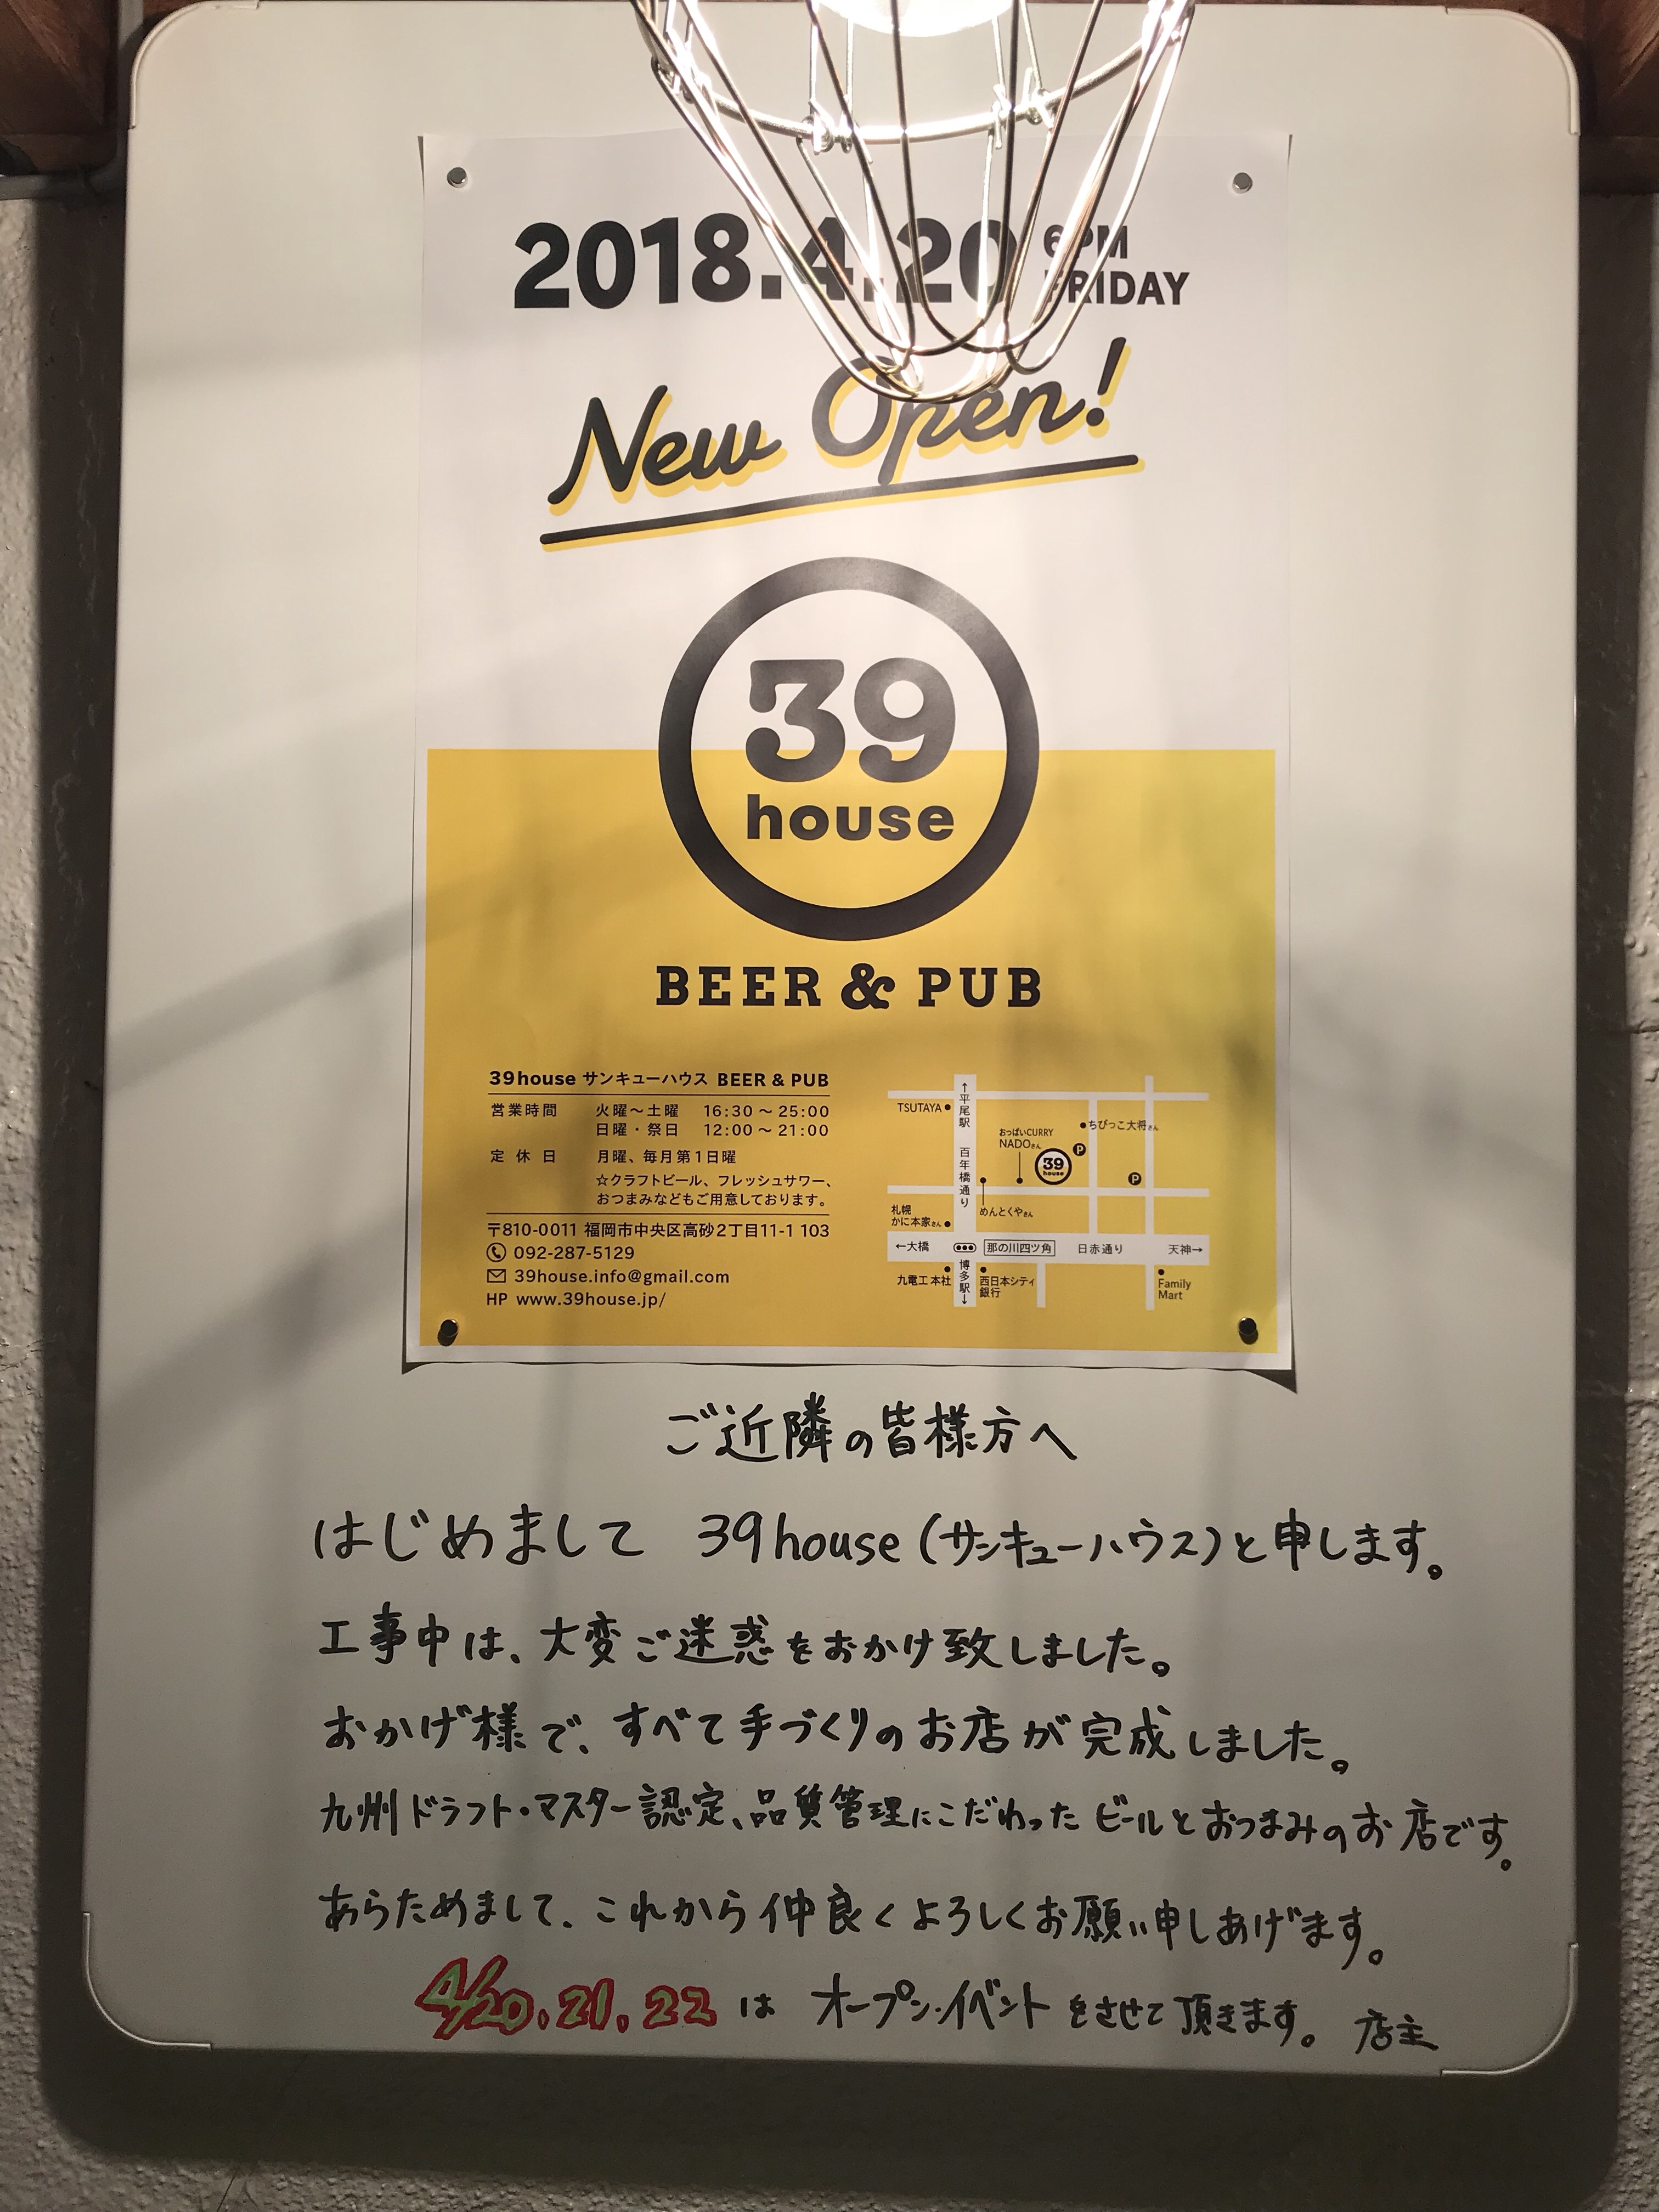 2018.4.20 6PM FRIDAY
New Open!
39
house
BEER & PUB
39house サンキューハウス BEER & PUB
営業時間 火曜～土曜 16:30 ～ 25:00
日曜・祭日 12:00 ～ 21:00
定休日 月曜、毎月第1日曜
☆クラフトビール、フレッシュサワー、
おつまみなどもご用意しております。
〒810-0011 福岡市中央区高砂2丁目11-1 103
092-287-5129
39house.info@gmail.com
HP www.39house.jp/
↑平尾駅 百年橋通り
TSUTAYA
ちびっこ大将さん
おっぱいCURRY
NADOさん
P
39
house
P
めんとくやさん
札幌
かに本家さん
←大橋 那の川四ツ角 日赤通り 天神→
九電工 本社
博多駅↓
西日本シティ
銀行
Family
Mart
ご近隣の皆様方へ
はじめまして 39house(サンキューハウス)と申します。
工事中は、大変ご迷惑をおかけ致しました。
おかげ様で、すべて手づくりのお店が完成しました。
九州ドラフト・マスター認定、品質管理にこだわったビールとおつまみのお店です。
あらためまして、これから仲良くよろしくお願い申しあげます。
4/20.21.22 は オープン・イベントをさせて頂きます。 店主